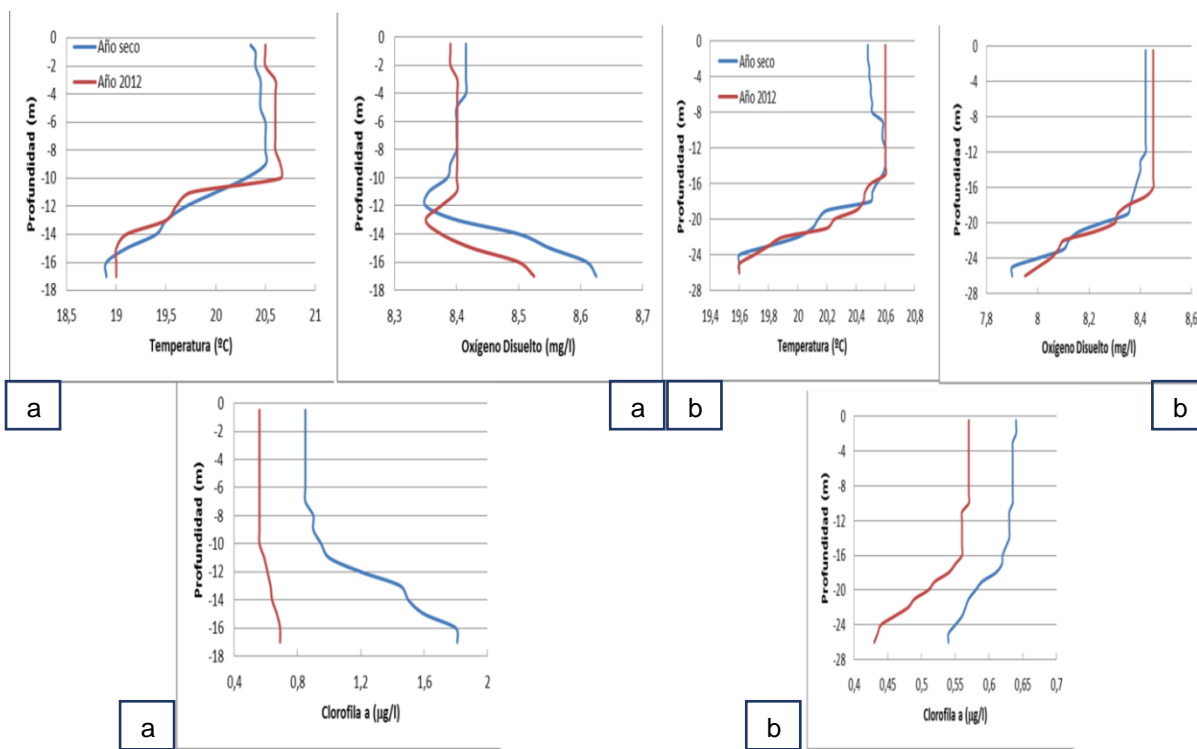 0
-2
-4
-6
-8
-10
-12
-14
-16
-18
Profundidad (m)
Año seco
Año 2012
18,5 19 19,5 20 20,5 21
Temperatura (ºC)
a
0
-2
-4
-6
-8
-10
-12
-14
-16
-18
Profundidad (m)
8,3 8,4 8,5 8,6 8,7
Oxígeno Disuelto (mg/l)
a
0
-4
-8
-12
-16
-20
-24
-28
Profundidad (m)
Año seco
Año 2012
19,4 19,6 19,8 20 20,2 20,4 20,6 20,8
Temperatura (ºC)
b
0
-4
-8
-12
-16
-20
-24
-28
Profundidad (m)
7,8 8 8,2 8,4 8,6
Oxígeno Disuelto (mg/l)
b
0
-2
-4
-6
-8
-10
-12
-14
-16
-18
Profundidad (m)
0,4 0,8 1,2 1,6 2
Clorofila a (µg/l)
a
0
-4
-8
-12
-16
-20
-24
-28
Profundidad (m)
0,4 0,45 0,5 0,55 0,6 0,65 0,7
Clorofila a (µg/l)
b